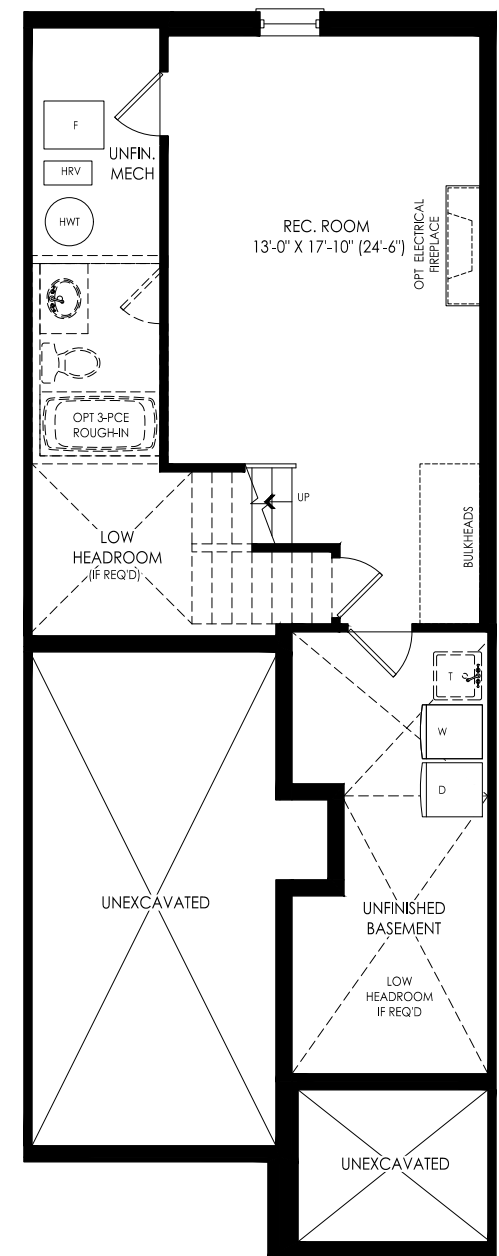 F
UNFIN.
MECH
HRV
HWT
REC. ROOM
13'-0" X 17'-10" (24'-6")
OPT ELECTRICAL
FIREPLACE
OPT 3-PCE
ROUGH-IN
UP
LOW
HEADROOM
(IF REQ'D)
BULKHEADS
T
W
D
UNEXCAVATED
UNFINISHED
BASEMENT
LOW
HEADROOM
IF REQ'D
UNEXCAVATED